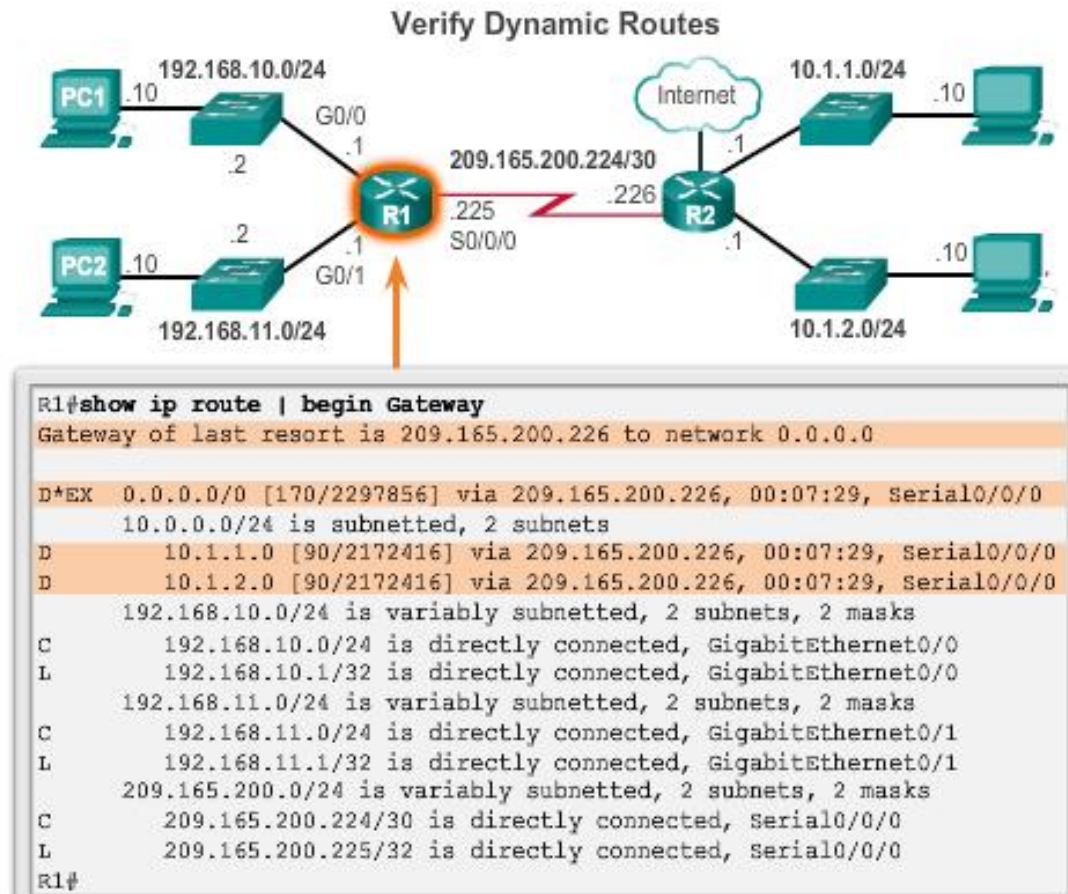 Verify Dynamic Routes
192.168.10.0/24
10.1.1.0/24
PC1
.10
Internet
.10
G0/0
.1
.2
209.165.200.224/30
.1
R1
.225
.226
R2
S0/0/0
.2
.1
.1
.10
PC2
.10
G0/1
192.168.11.0/24
10.1.2.0/24
R1#show ip route | begin Gateway
Gateway of last resort is 209.165.200.226 to network 0.0.0.0
D*EX 0.0.0.0/0 [170/2297856] via 209.165.200.226, 00:07:29, Serial0/0/0
10.0.0.0/24 is subnetted, 2 subnets
D 10.1.1.0 [90/2172416] via 209.165.200.226, 00:07:29, Serial0/0/0
D 10.1.2.0 [90/2172416] via 209.165.200.226, 00:07:29, Serial0/0/0
192.168.10.0/24 is variably subnetted, 2 subnets, 2 masks
C 192.168.10.0/24 is directly connected, GigabitEthernet0/0
L 192.168.10.1/32 is directly connected, GigabitEthernet0/0
192.168.11.0/24 is variably subnetted, 2 subnets, 2 masks
C 192.168.11.0/24 is directly connected, GigabitEthernet0/1
L 192.168.11.1/32 is directly connected, GigabitEthernet0/1
209.165.200.0/24 is variably subnetted, 2 subnets, 2 masks
C 209.165.200.224/30 is directly connected, Serial0/0/0
L 209.165.200.225/32 is directly connected, Serial0/0/0
R1#